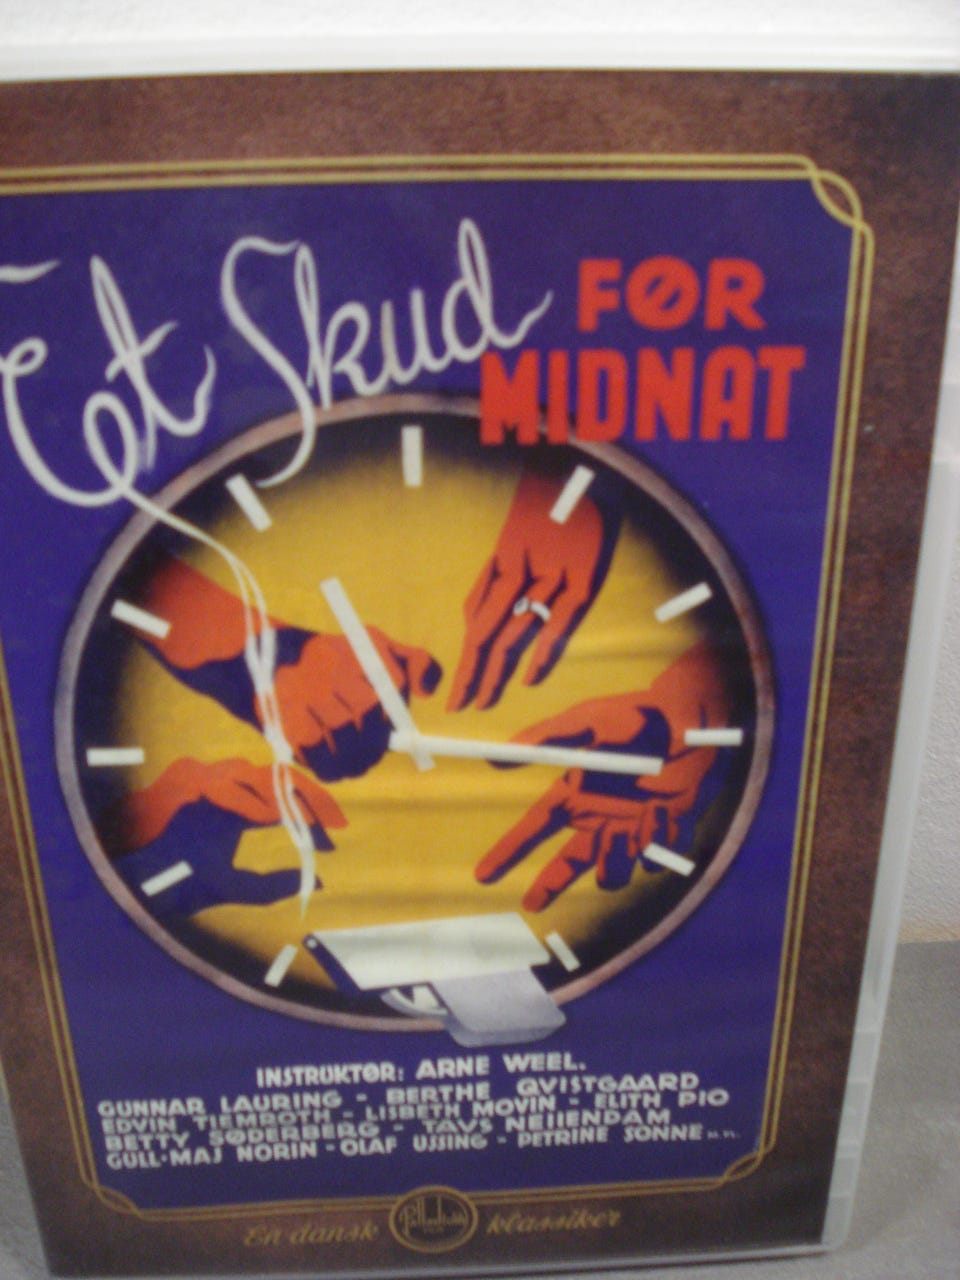 Et Skud FØR
MIDNAT
INSTRUKTØR: ARNE WEEL.
GUNNAR LAURING - BERTHE QVISTGAARD
EDVIN TIEMROTH - LISBETH MOVIN - ELITH PIO
BETTY SØDERBERG - TAVS NEIIENDAM
GULL-MAJ NORIN - OLAF USSING - PETRINE SONNE
En dansk Palladium klassiker